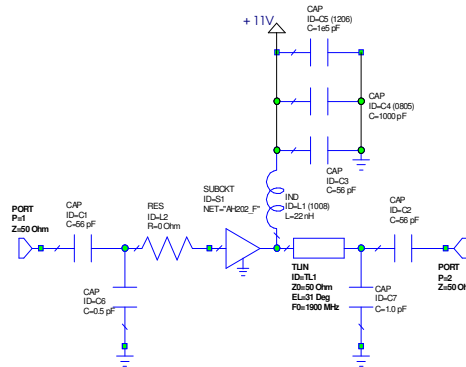 CAP
ID=C5 (1206)
C=1e5 pF
+ 11V
CAP
ID=C4 (0805)
C=1000 pF
CAP
ID=C3
C=56 pF
SUBCKT
ID=S1
NET="AH202_F"
IND
ID=L1 (1008)
L=22 nH
RES
ID=L2
R=0 Ohm
CAP
ID=C1
C=56 pF
PORT
P=1
Z=50 Ohm
CAP
ID=C2
C=56 pF
TLIN
ID=TL1
Z0=50 Ohm
EL=31 Deg
F0=1900 MHz
PORT
P=2
Z=50 Ohm
CAP
ID=C6
C=0.5 pF
CAP
ID=C7
C=1.0 pF